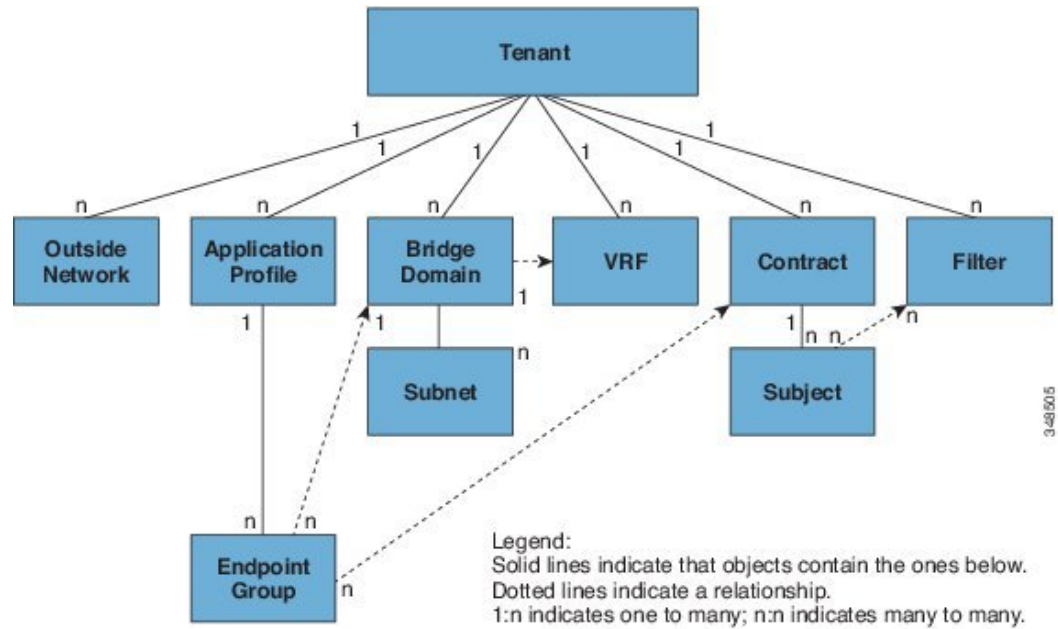 Tenant
1
1
1
1
1
1
n
n
n
n
n
n
Outside
Network
Application
Profile
Bridge
Domain
VRF
Contract
Filter
1
1
1
1
n
n
n
n
Subnet
Subject
348505
n
n
Endpoint
Group
n
Legend:
Solid lines indicate that objects contain the ones below.
Dotted lines indicate a relationship.
1:n indicates one to many; n:n indicates many to many.